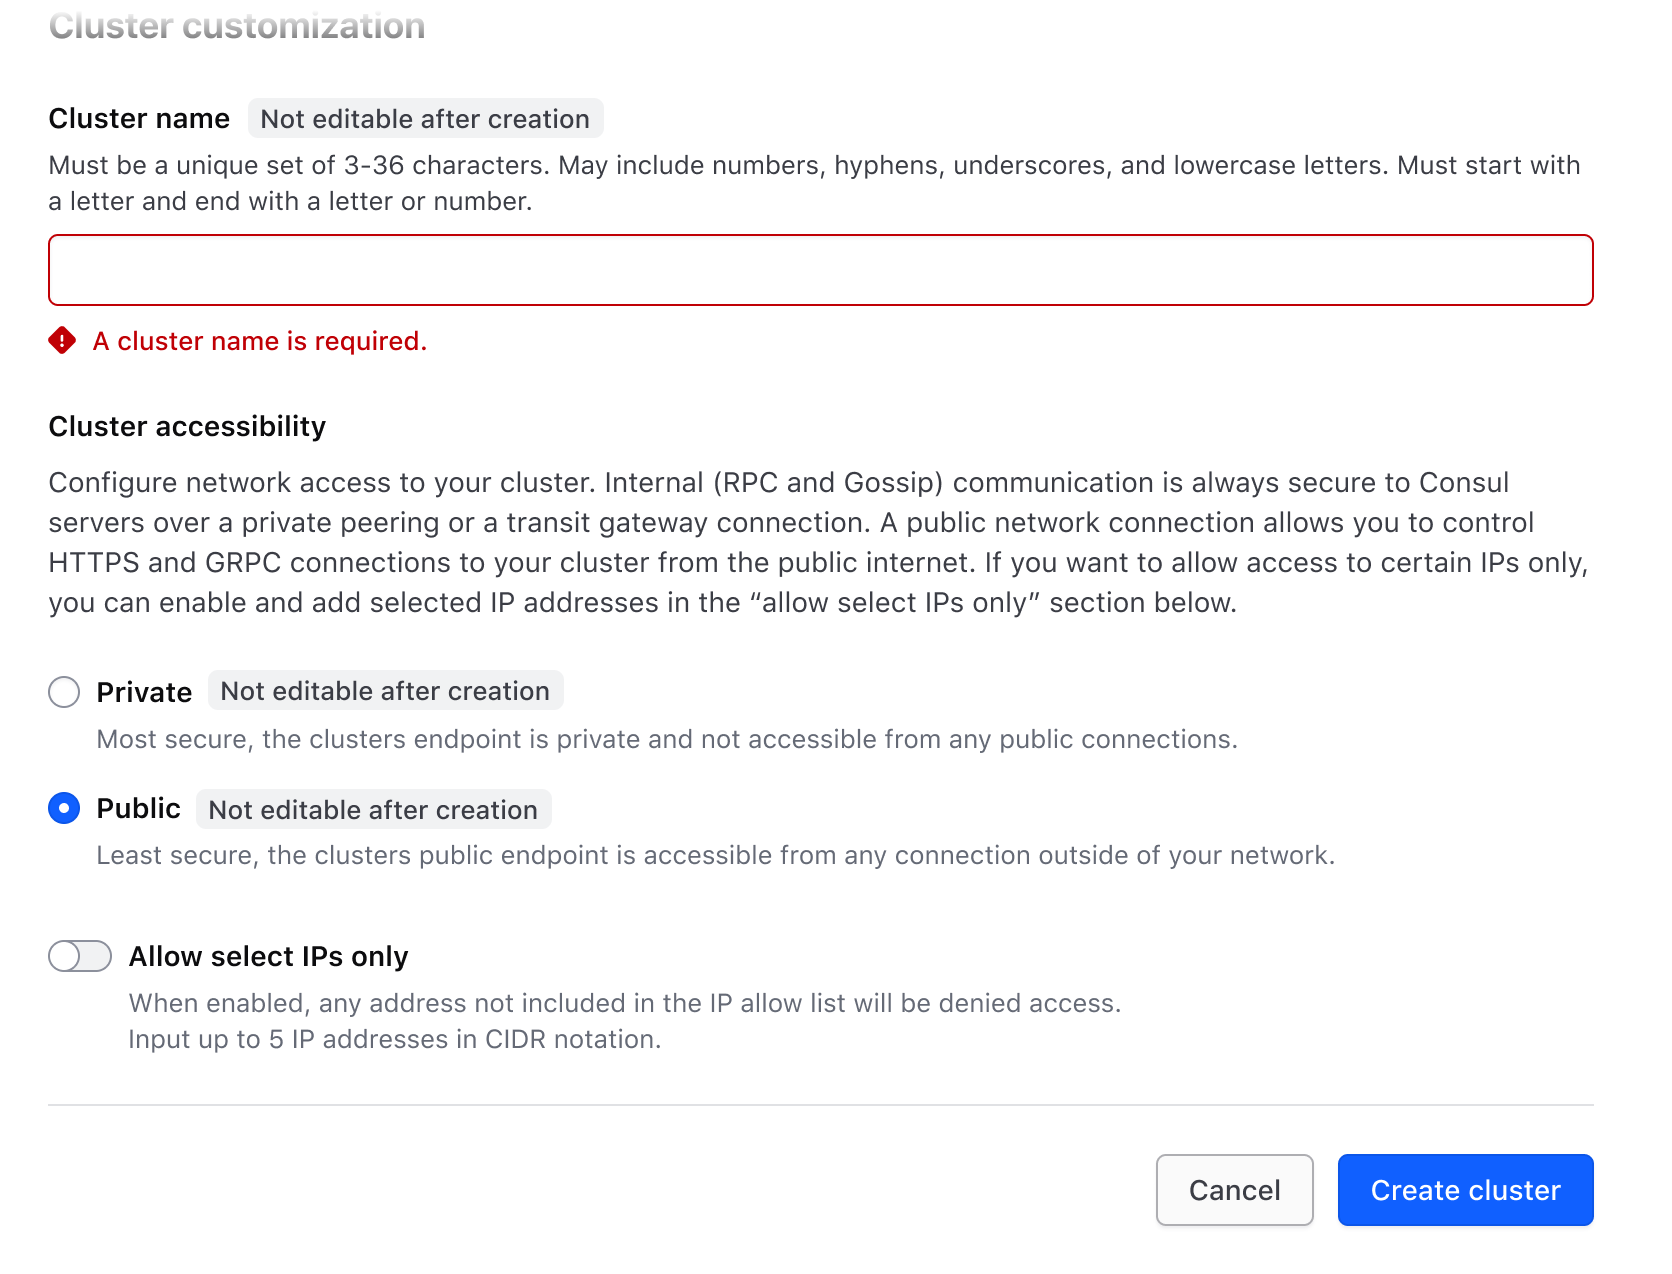 Cluster customization
Cluster name Not editable after creation
Must be a unique set of 3-36 characters. May include numbers, hyphens, underscores, and lowercase letters. Must start with
a letter and end with a letter or number.
A cluster name is required.
Cluster accessibility
Configure network access to your cluster. Internal (RPC and Gossip) communication is always secure to Consul
servers over a private peering or a transit gateway connection. A public network connection allows you to control
HTTPS and GRPC connections to your cluster from the public internet. If you want to allow access to certain IPs only,
you can enable and add selected IP addresses in the “allow select IPs only” section below.
Private Not editable after creation
Most secure, the clusters endpoint is private and not accessible from any public connections.
Public Not editable after creation
Least secure, the clusters public endpoint is accessible from any connection outside of your network.
Allow select IPs only
When enabled, any address not included in the IP allow list will be denied access.
Input up to 5 IP addresses in CIDR notation.
Cancel Create cluster